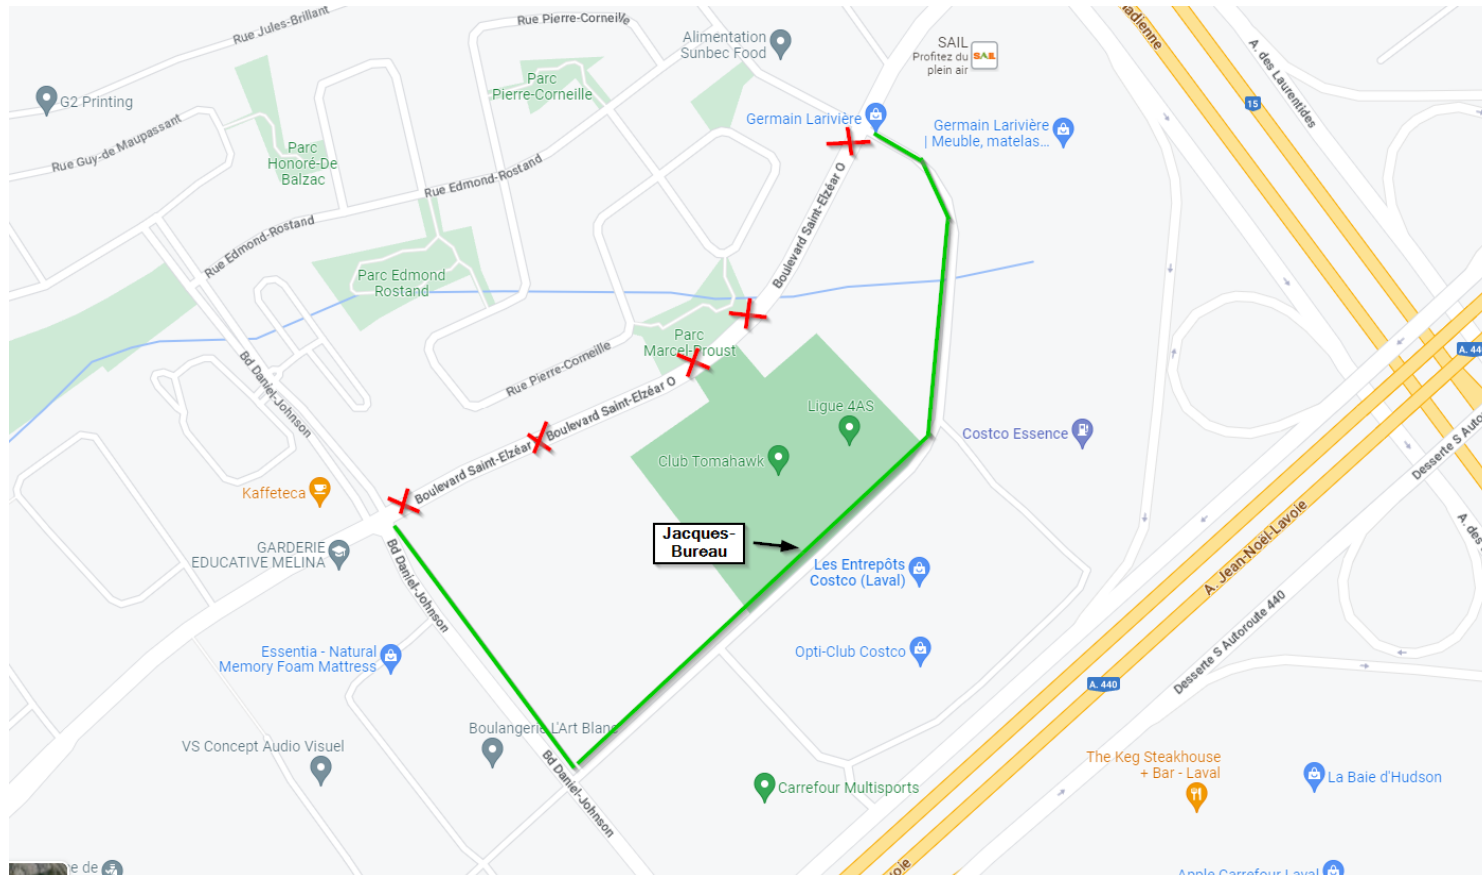 Rue Jules-Brillant
Rue Pierre-Corneille
Alimentation
Sunbec Food
SAIL
Profitez du
plein air
SAIL
A. des Laurentides
15
G2 Printing
Parc
Pierre-Corneille
Germain Larivière
Germain Larivière
| Meuble, matelas...
Rue Guy-de Maupassant
Parc
Honoré-De
Balzac
Rue Edmond-Rostand
Rue Edmond-Rostand
Boulevard Saint-Elzéar O
Parc Edmond
Rostand
Parc
Marcel-Proust
Rue Pierre-Corneille
Bd Daniel-Johnson
Boulevard Saint-Elzéar O
Boulevard Saint-Elzéar
A. 44
Ligue 4AS
Costco Essence
Club Tomahawk
Desserte S Autoroute
Kaffeteca
A. des
GARDERIE
EDUCATIVE MELINA
Bd Daniel-Johnson
Jacques-
Bureau
Les Entrepôts
Costco (Laval)
A. Jean-Noël-Lavoie
Desserte S Autoroute 440
Essentia - Natural
Memory Foam Mattress
Opti-Club Costco
A. 440
Boulangerie L'Art Blanc
VS Concept Audio Visuel
Bd Daniel-Johnson
Carrefour Multisports
The Keg Steakhouse
+ Bar - Laval
La Baie d'Hudson
Apple Carrefour Laval